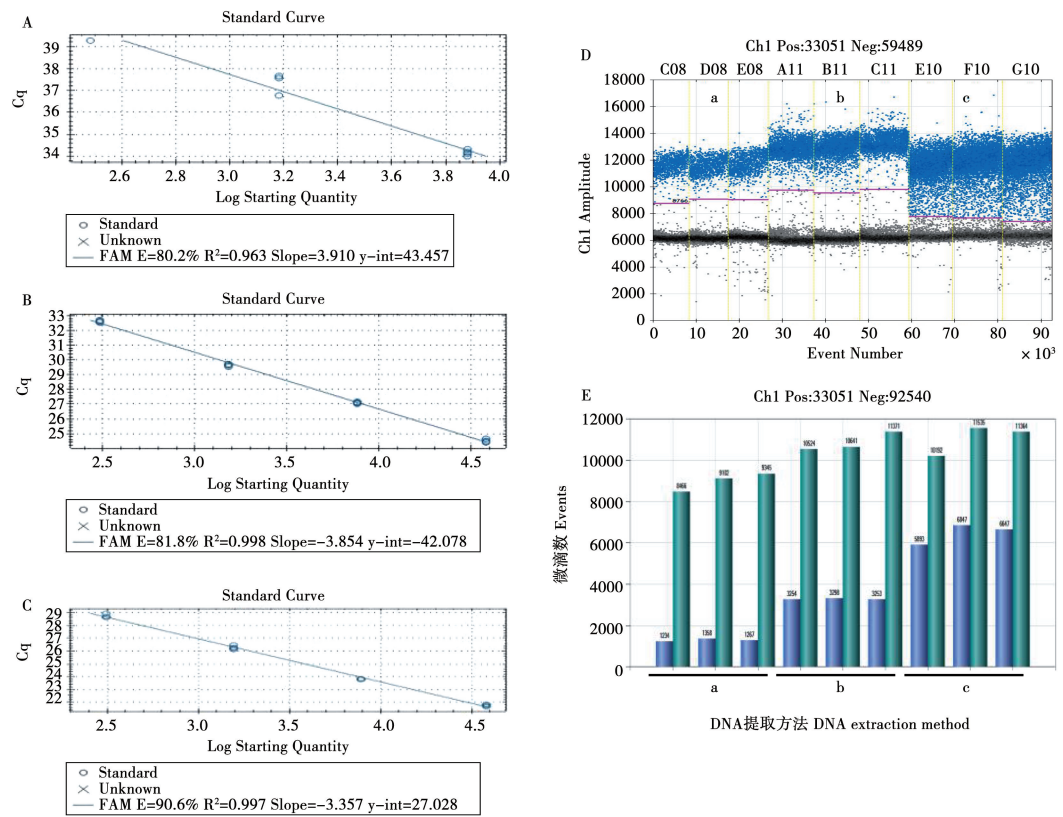 A
Standard Curve
39
38
37
36
35
34
Cq
2.6 2.8 3.0 3.2 3.4 3.6 3.8 4.0
Log Starting Quantity
Standard
Unknown
FAM E=80.2% R²=0.963 Slope=3.910 y-int=43.457
B
Standard Curve
33
32
31
30
29
28
27
26
25
Cq
2.5 3.0 3.5 4.0 4.5
Log Starting Quantity
Standard
Unknown
FAM E=81.8% R²=0.998 Slope=−3.854 y-int=−42.078
C
Standard Curve
29
28
27
26
25
24
23
22
Cq
2.5 3.0 3.5 4.0 4.5
Log Starting Quantity
Standard
Unknown
FAM E=90.6% R²=0.997 Slope=−3.357 y-int=27.028
D
Ch1 Pos:33051 Neg:59489
C08 D08 E08 A11 B11 C11 E10 F10 G10
a b c
18000
16000
14000
12000
10000
8000
6000
4000
2000
0
Ch1 Amplitude
0 10 20 30 40 50 60 70 80 90
Event Number × 10³
E
Ch1 Pos:33051 Neg:92540
12000
10000
8000
6000
4000
2000
0
微滴数 Events
1234 8466 1358 9102 1267 9345 3254 10524 3298 10641 3253 11371 5893 10192 6847 11535 6647 11364
a b c
DNA提取方法 DNA extraction method